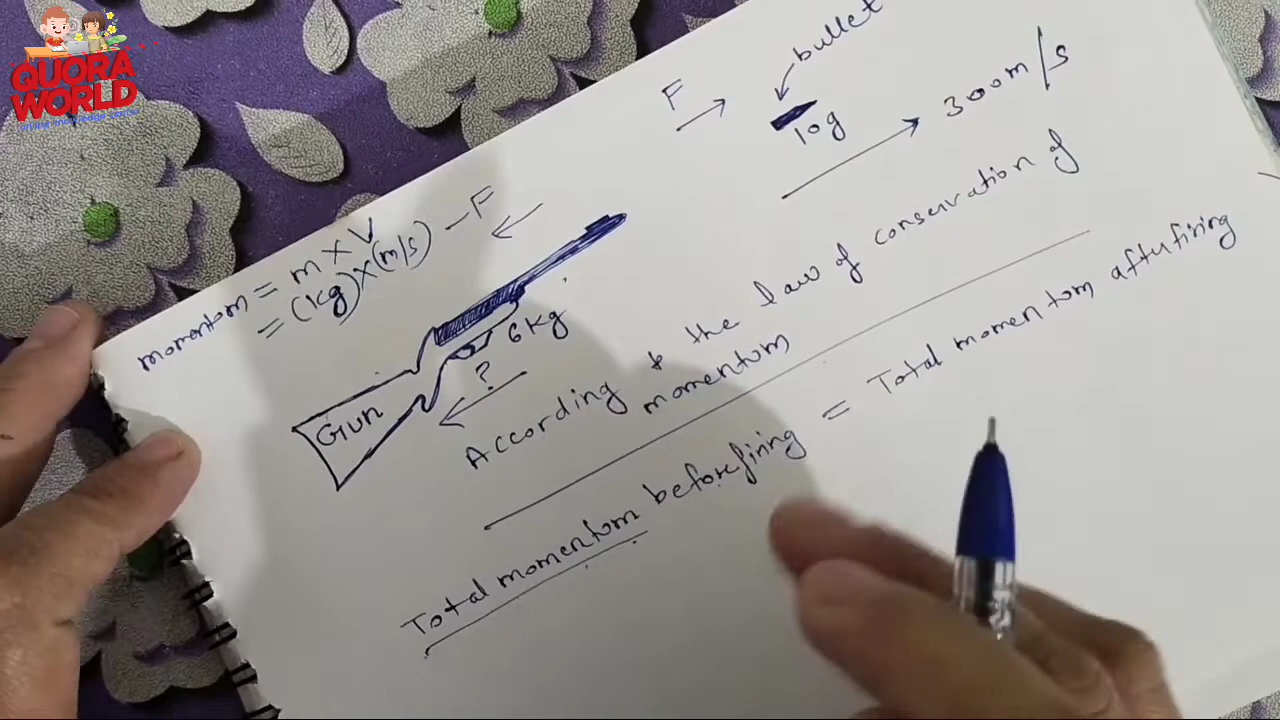 QUORA
WORLD
momentum = m x V
= (kg) x (m/s)
- F
F
bullet
10g
300m/s
6kg
?
Gun
According to the law of conservation of
momentum
Total momentum before firing = Total momentum after firing